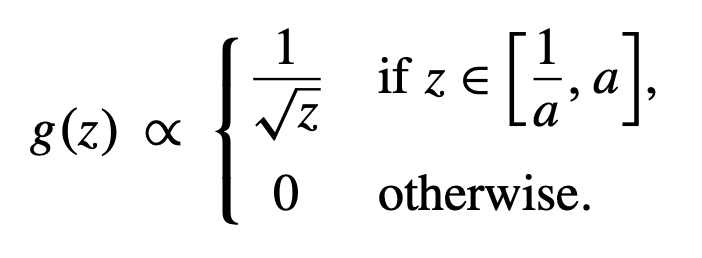 g(z) ∝ { 1/√z if z ∈ [1/a, a],
0 otherwise.